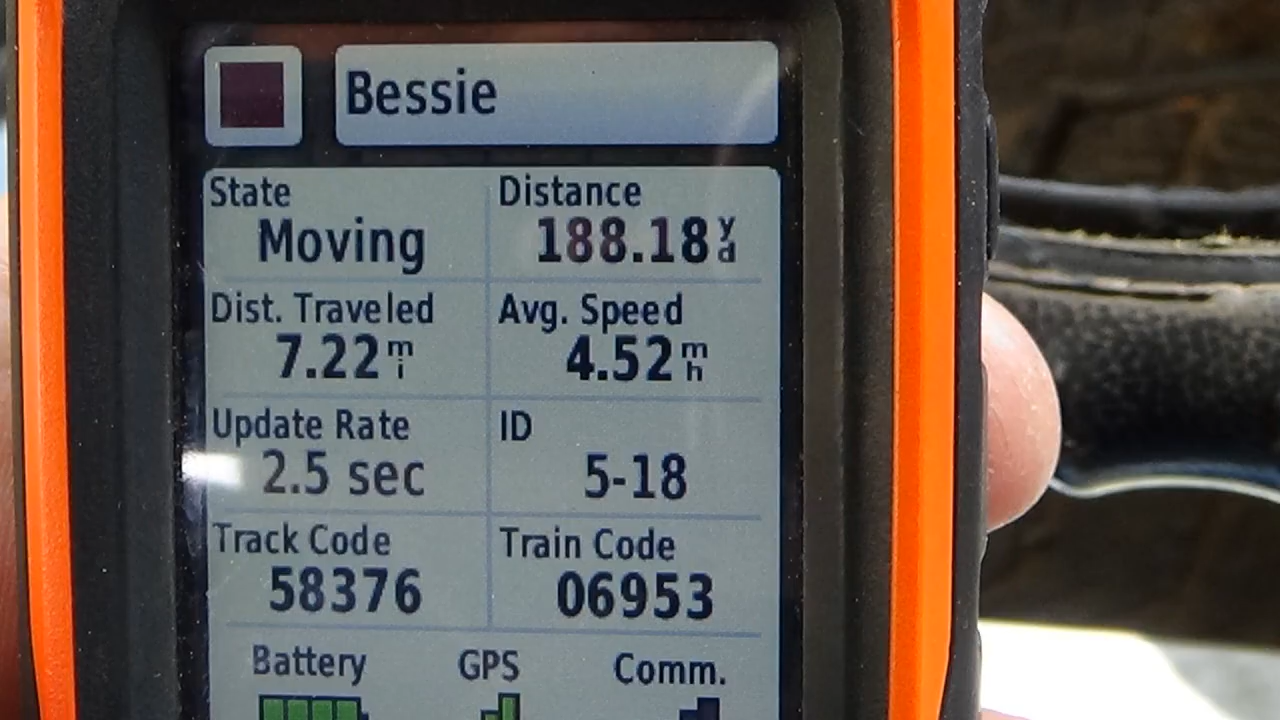 Bessie
State Distance
Moving 188.18 yd
Dist. Traveled Avg. Speed
7.22 mi 4.52 mh
Update Rate ID
2.5 sec 5-18
Track Code Train Code
58376 06953
Battery GPS Comm.